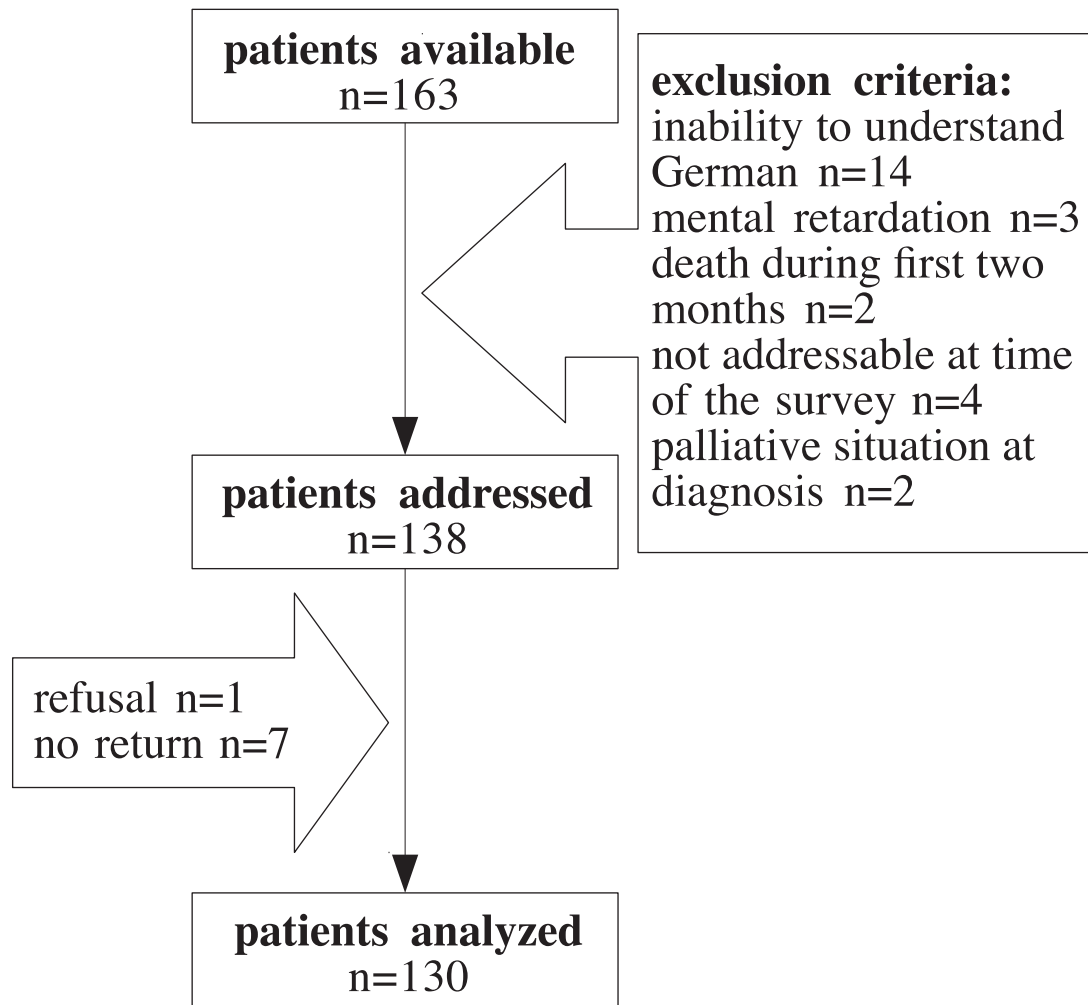 patients available
n=163
exclusion criteria:
inability to understand
German n=14
mental retardation n=3
death during first two
months n=2
not addressable at time
of the survey n=4
palliative situation at
diagnosis n=2
patients addressed
n=138
refusal n=1
no return n=7
patients analyzed
n=130